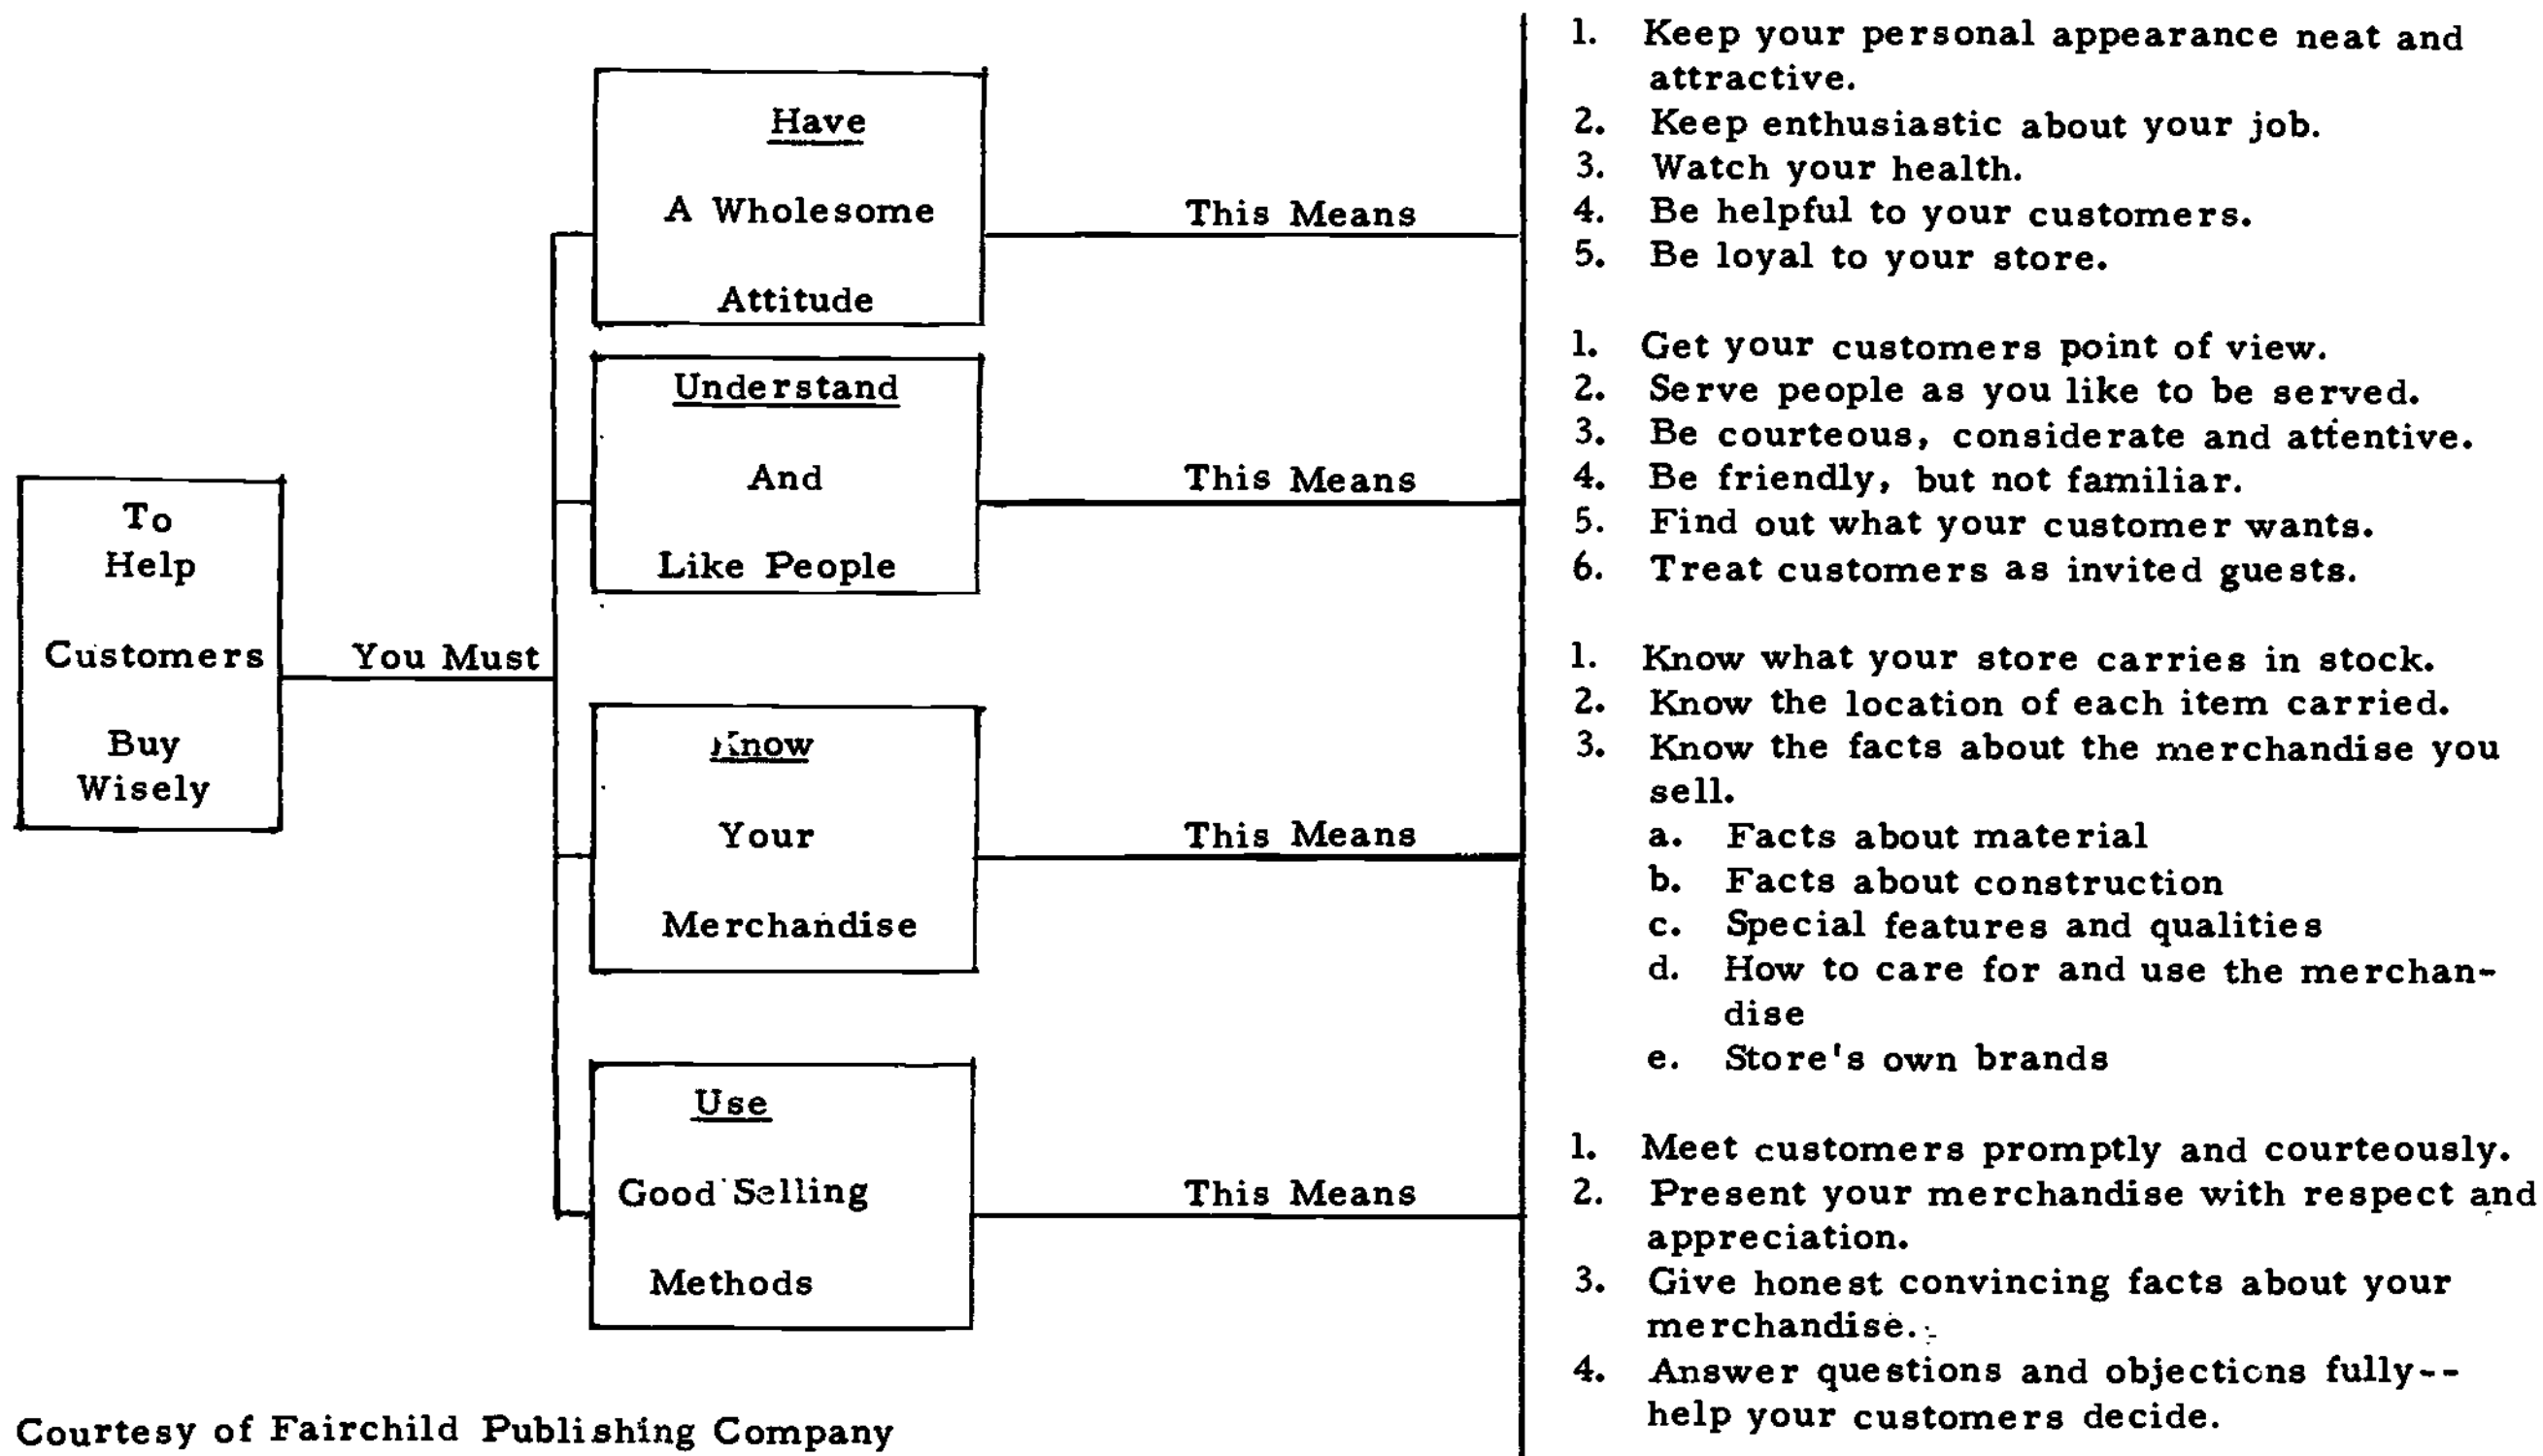 To
Help
Customers
Buy
Wisely
You Must
Have
A Wholesome
Attitude
This Means
1. Keep your personal appearance neat and
attractive.
2. Keep enthusiastic about your job.
3. Watch your health.
4. Be helpful to your customers.
5. Be loyal to your store.
Understand
And
Like People
This Means
1. Get your customers point of view.
2. Serve people as you like to be served.
3. Be courteous, considerate and attentive.
4. Be friendly, but not familiar.
5. Find out what your customer wants.
6. Treat customers as invited guests.
Know
Your
Merchandise
This Means
1. Know what your store carries in stock.
2. Know the location of each item carried.
3. Know the facts about the merchandise you
sell.
a. Facts about material
b. Facts about construction
c. Special features and qualities
d. How to care for and use the merchan-
dise
e. Store's own brands
Use
Good Selling
Methods
This Means
1. Meet customers promptly and courteously.
2. Present your merchandise with respect and
appreciation.
3. Give honest convincing facts about your
merchandise.
4. Answer questions and objections fully--
help your customers decide.
Courtesy of Fairchild Publishing Company